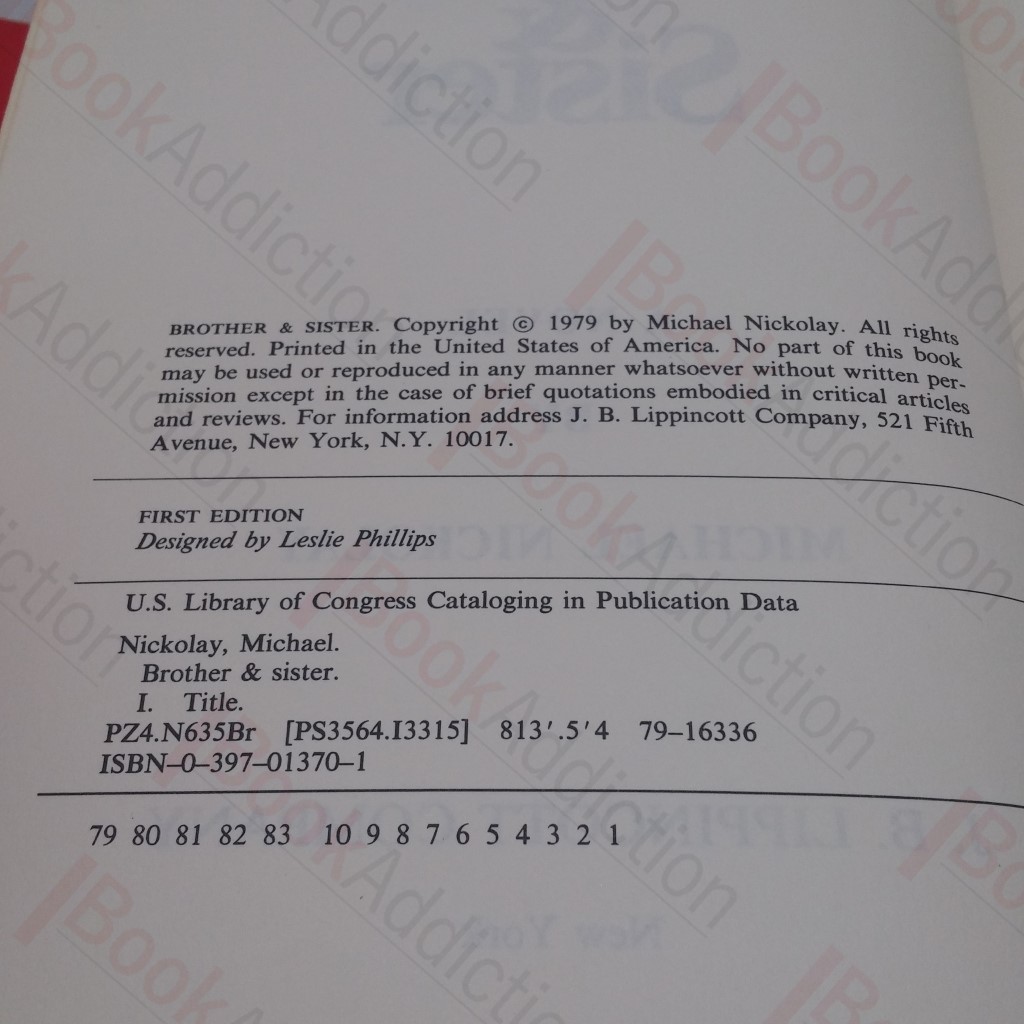 BROTHER & SISTER. Copyright © 1979 by Michael Nickolay. All rights
reserved. Printed in the United States of America. No part of this book
may be used or reproduced in any manner whatsoever without written per-
mission except in the case of brief quotations embodied in critical articles
and reviews. For information address J. B. Lippincott Company, 521 Fifth
Avenue, New York, N.Y. 10017.
FIRST EDITION
Designed by Leslie Phillips
U.S. Library of Congress Cataloging in Publication Data
Nickolay, Michael.
Brother & sister.
I. Title.
PZ4.N635Br [PS3564.I3315] 813'.5'4 79–16336
ISBN–0–397–01370–1
79 80 81 82 83 10 9 8 7 6 5 4 3 2 1
BookAddiction